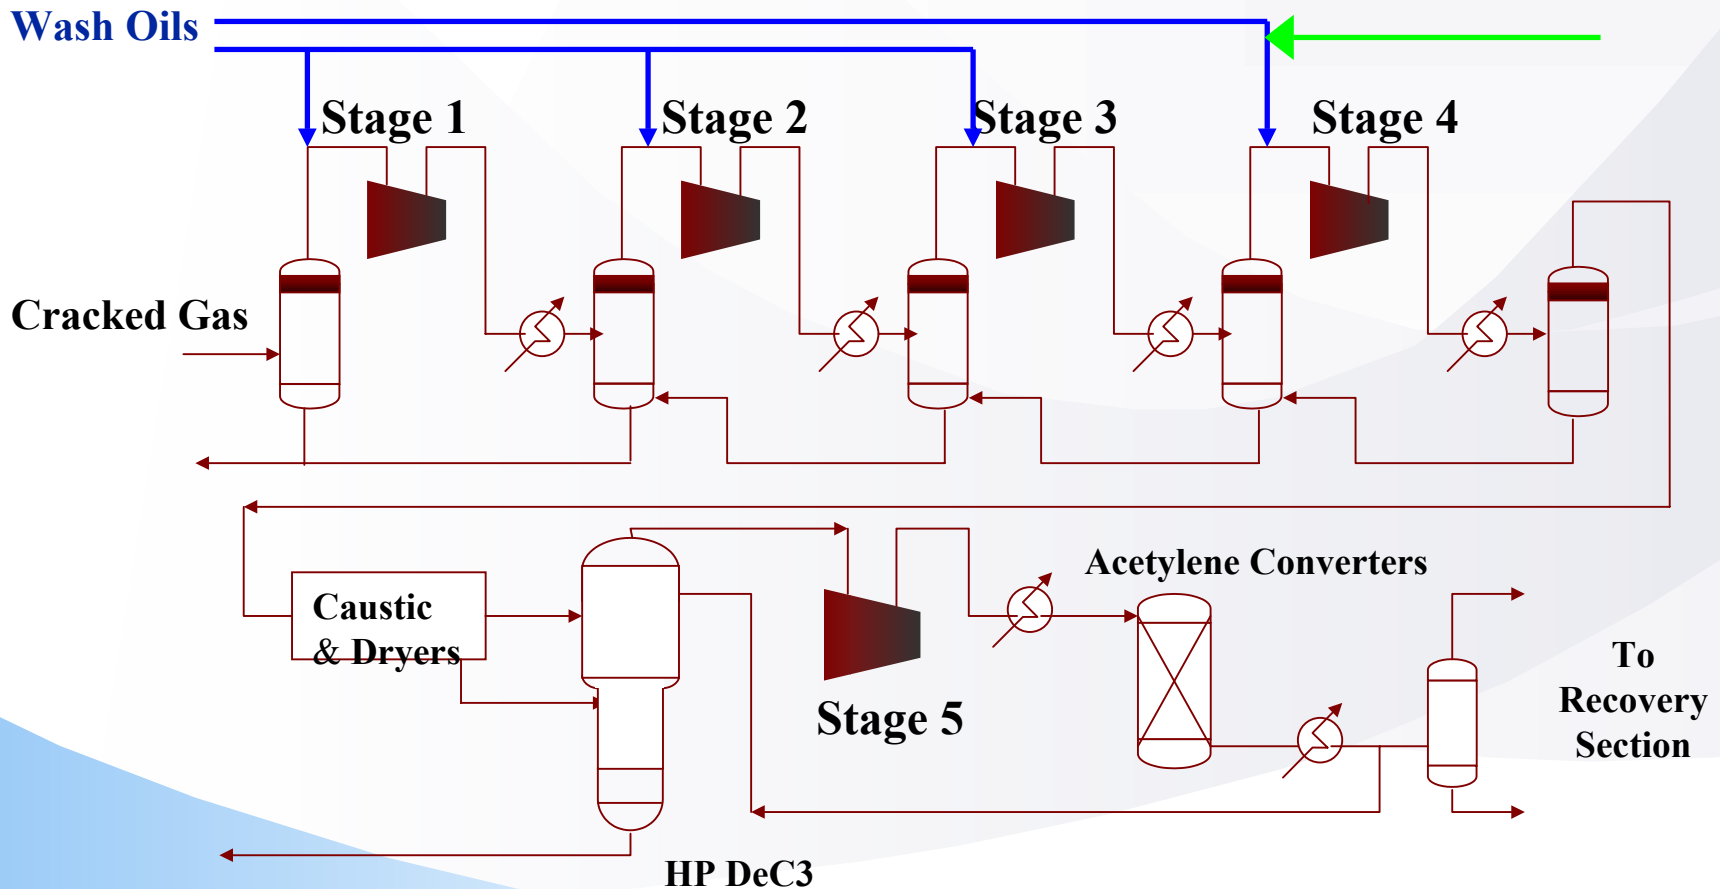 Wash Oils
Stage 1
Stage 2
Stage 3
Stage 4
Cracked Gas
Acetylene Converters
Caustic
& Dryers
To
Recovery
Section
Stage 5
HP DeC3